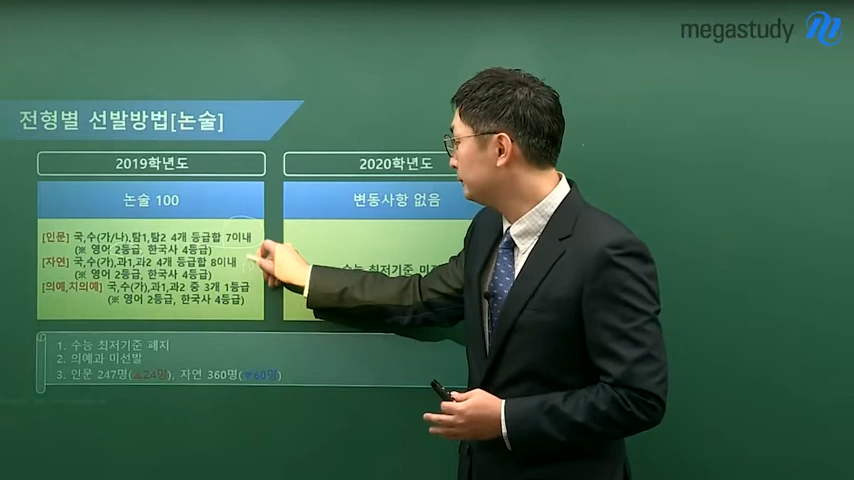 megastudy
전형별 선발방법[논술]
2019학년도
2020학년도
논술 100
변동사항 없음
[인문] 국,수(가/나),탐1,탐2 4개 등급합 7이내
(※ 영어 2등급, 한국사 4등급)
[자연] 국,수(가),과1,과2 4개 등급합 8이내
(※ 영어 2등급, 한국사 4등급)
[의예,치의예] 국,수(가),과1,과2 중 3개 1등급
(※ 영어 2등급, 한국사 4등급)
수능 최저기준
1. 수능 최저기준 폐지
2. 의예과 미선발
3. 인문 247명(▲24명), 자연 360명(▼60명)